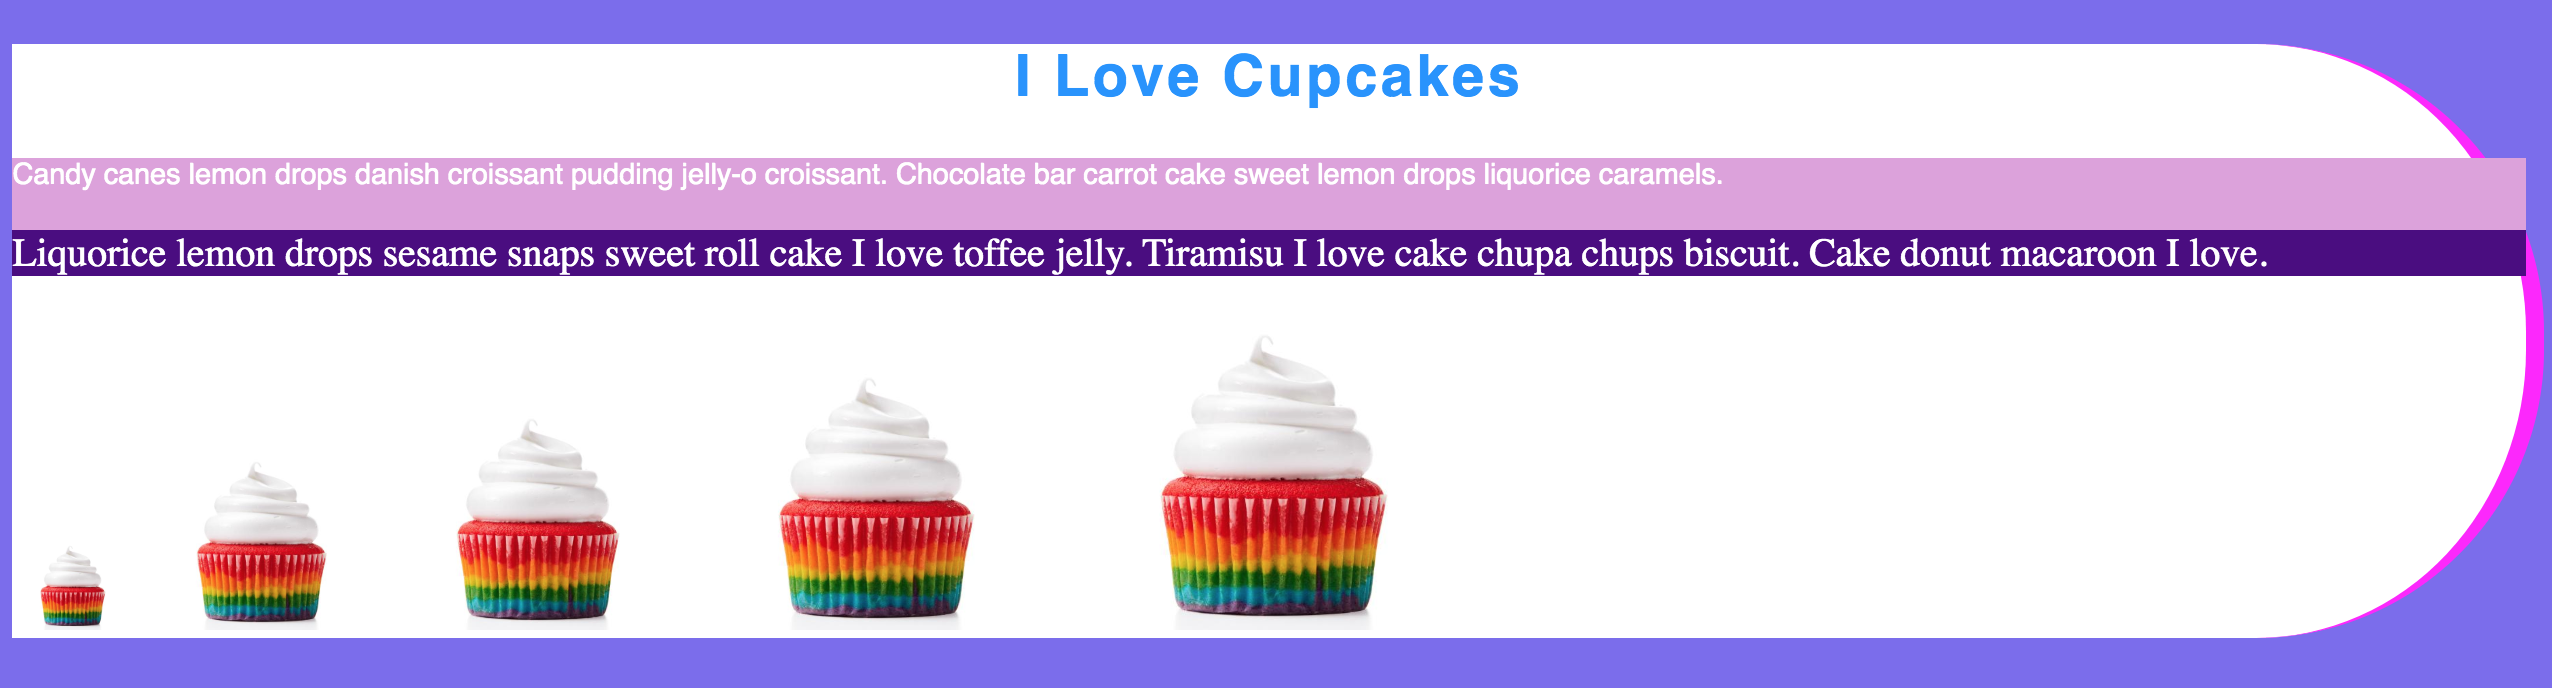 I Love Cupcakes
Candy canes lemon drops danish croissant pudding jelly-o croissant. Chocolate bar carrot cake sweet lemon drops liquorice caramels.
Liquorice lemon drops sesame snaps sweet roll cake I love toffee jelly. Tiramisu I love cake chupa chups biscuit. Cake donut macaroon I love.